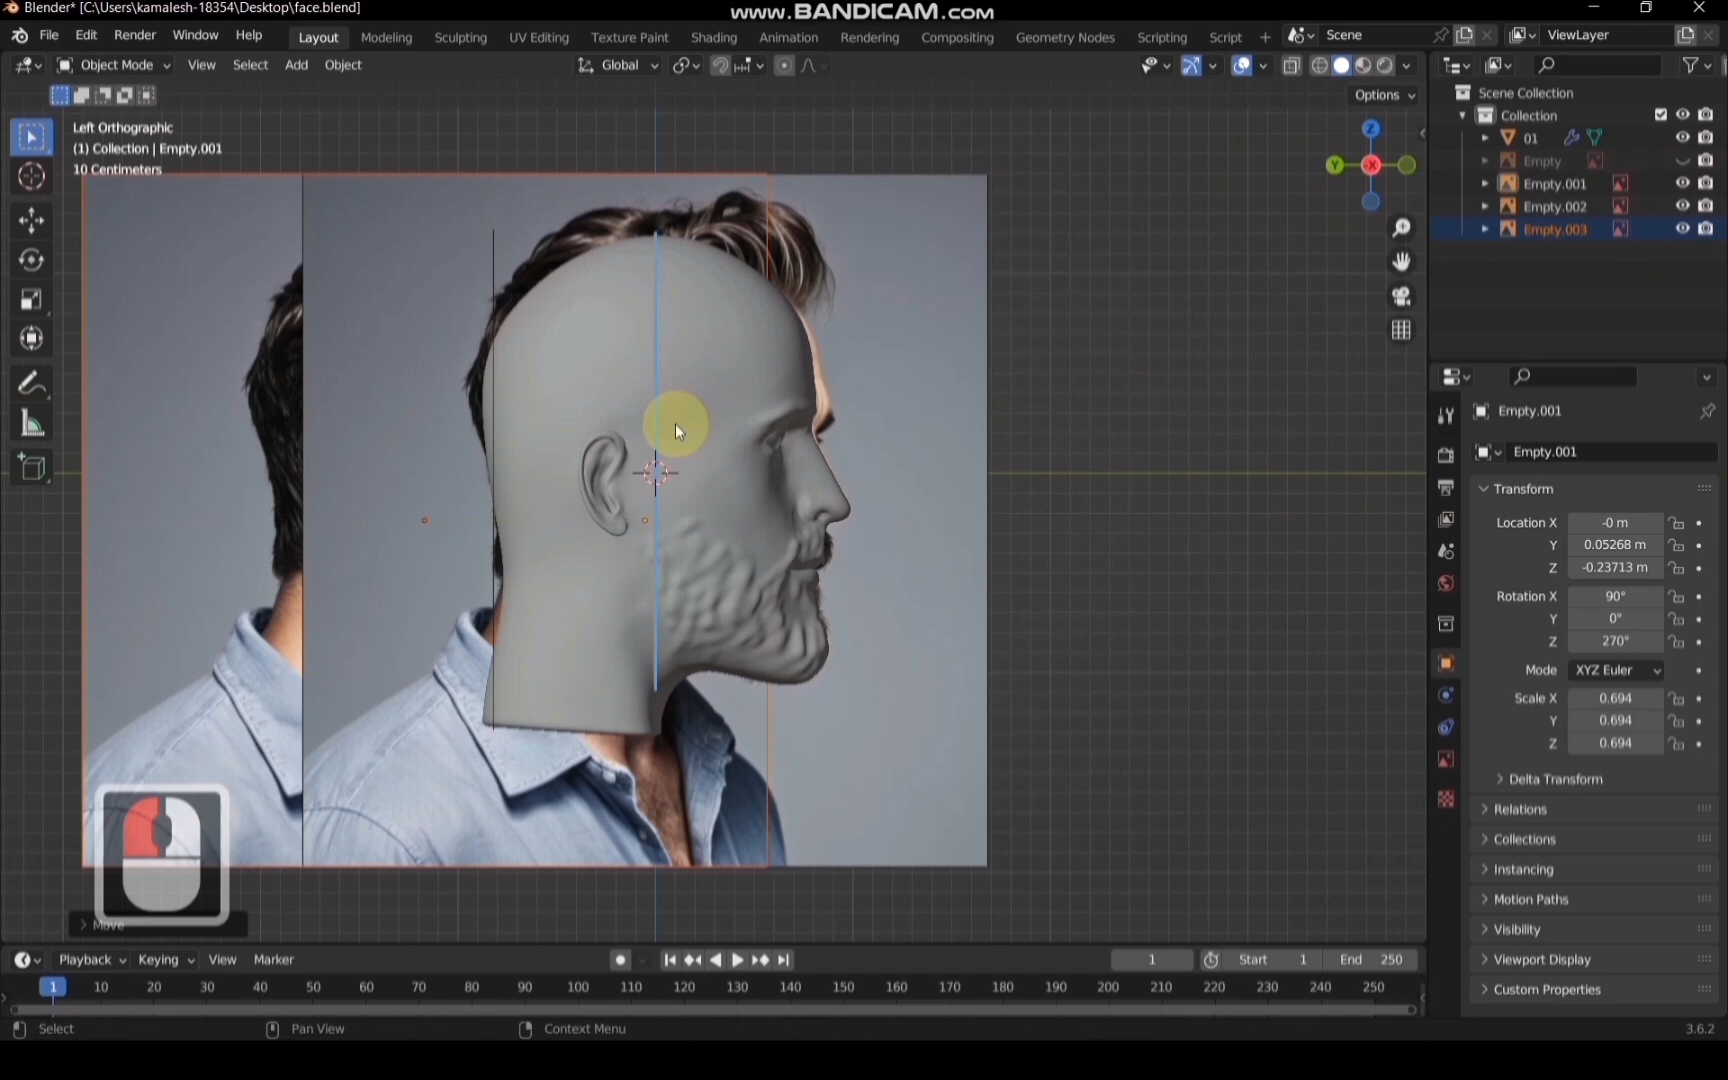 Blender* [C:\Users\kamalesh-18354\Desktop\face.blend]
www.BANDICAM.com
File Edit Render Window Help
Layout Modeling Sculpting UV Editing Texture Paint Shading Animation Rendering Compositing Geometry Nodes Scripting Script +
Scene
ViewLayer
Object Mode View Select Add Object
Global
Options
Left Orthographic
(1) Collection | Empty.001
10 Centimeters
Z
Y
X
Scene Collection
Collection
01
Empty
Empty.001
Empty.002
Empty.003
Empty.001
Empty.001
Transform
Location X -0 m
Y 0.05268 m
Z -0.23713 m
Rotation X 90°
Y 0°
Z 270°
Mode XYZ Euler
Scale X 0.694
Y 0.694
Z 0.694
Delta Transform
Relations
Collections
Instancing
Motion Paths
Visibility
Viewport Display
Custom Properties
Move
Playback Keying View Marker
1
Start 1 End 250
1 10 20 30 40 50 60 70 80 90 100 110 120 130 140 150 160 170 180 190 200 210 220 230 240 250
Select Pan View Context Menu
3.6.2